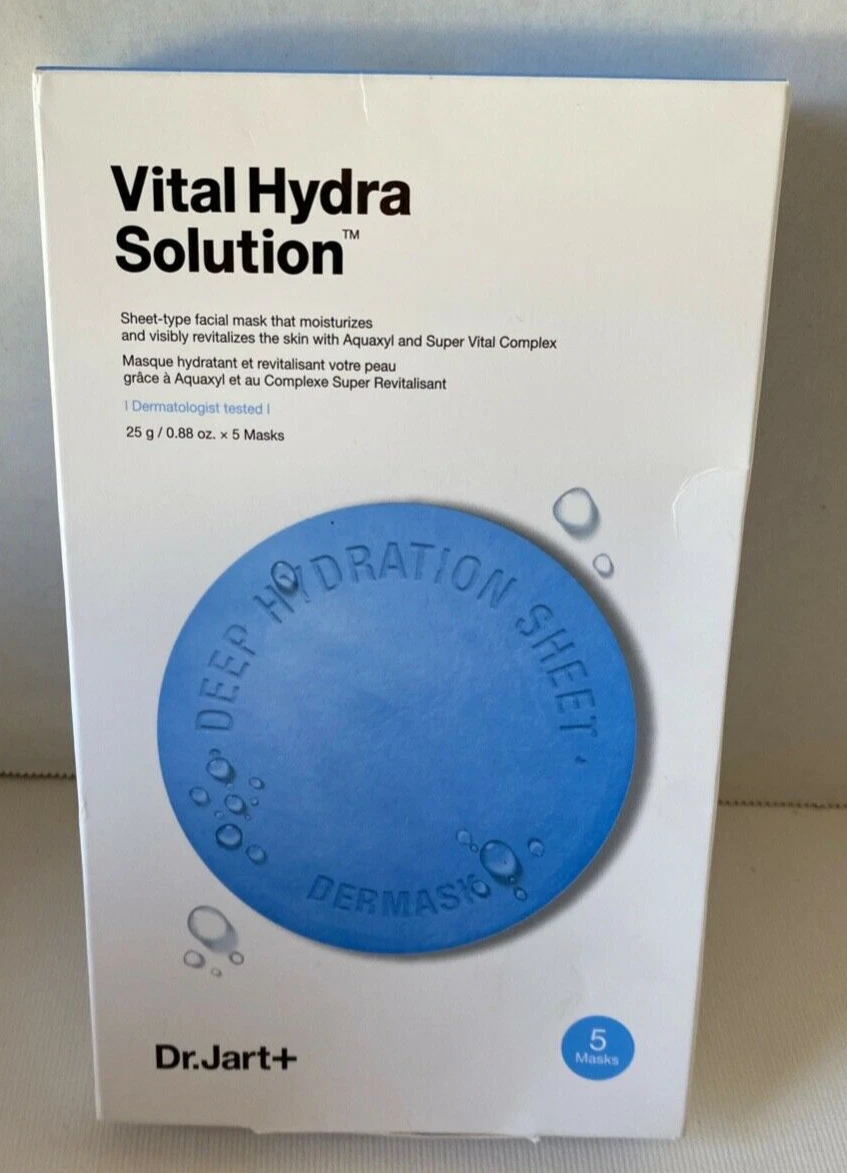 Vital Hydra
Solution™
Sheet-type facial mask that moisturizes
and visibly revitalizes the skin with Aquaxyl and Super Vital Complex
Masque hydratant et revitalisant votre peau
grâce à Aquaxyl et au Complexe Super Revitalisant
| Dermatologist tested |
25 g / 0.88 oz. × 5 Masks
· DEEP HYDRATION SHEET ·
DERMASK
Dr.Jart+
5
Masks